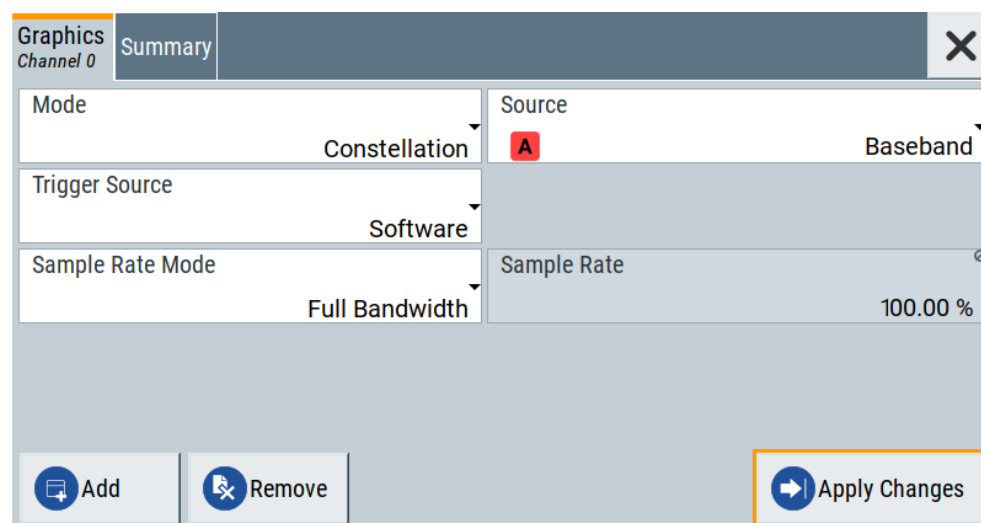 Graphics
Channel 0
Summary
Mode
Constellation
Source
A
Baseband
Trigger Source
Software
Sample Rate Mode
Full Bandwidth
Sample Rate
100.00 %
Add
Remove
Apply Changes